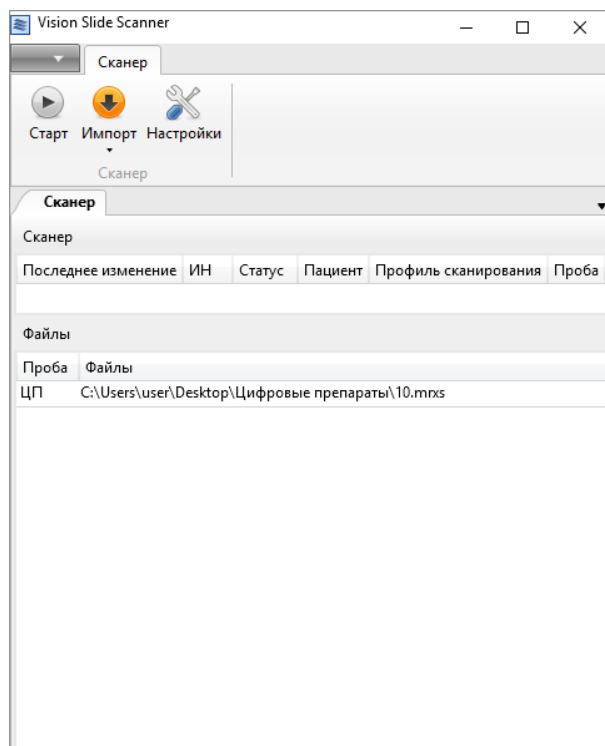 Vision Slide Scanner
Сканер
Старт Импорт Настройки
Сканер
Сканер
Сканер
Последнее изменение ИН Статус Пациент Профиль сканирования Проба
Файлы
Проба Файлы
ЦП C:\Users\user\Desktop\Цифровые препараты\10.mrxs